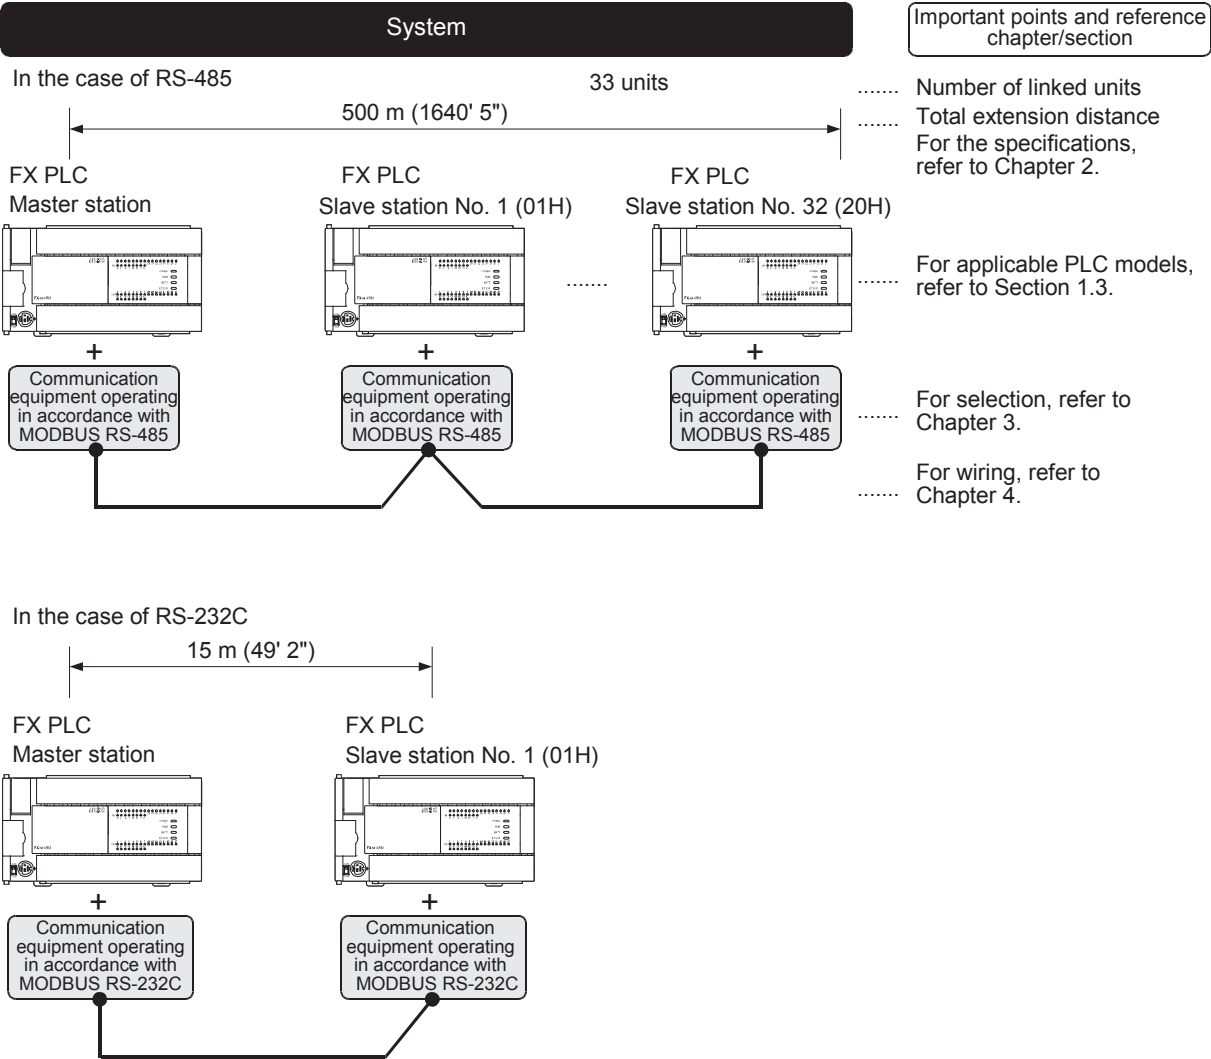 System
Important points and reference
chapter/section
In the case of RS-485
33 units
....... Number of linked units
500 m (1640' 5")
....... Total extension distance
For the specifications,
refer to Chapter 2.
FX PLC
Master station
FX PLC
Slave station No. 1 (01H)
FX PLC
Slave station No. 32 (20H)
.......
....... For applicable PLC models,
refer to Section 1.3.
+
+
+
Communication
equipment operating
in accordance with
MODBUS RS-485
Communication
equipment operating
in accordance with
MODBUS RS-485
Communication
equipment operating
in accordance with
MODBUS RS-485
....... For selection, refer to
Chapter 3.
....... For wiring, refer to
Chapter 4.
In the case of RS-232C
15 m (49' 2")
FX PLC
Master station
FX PLC
Slave station No. 1 (01H)
+
+
Communication
equipment operating
in accordance with
MODBUS RS-232C
Communication
equipment operating
in accordance with
MODBUS RS-232C